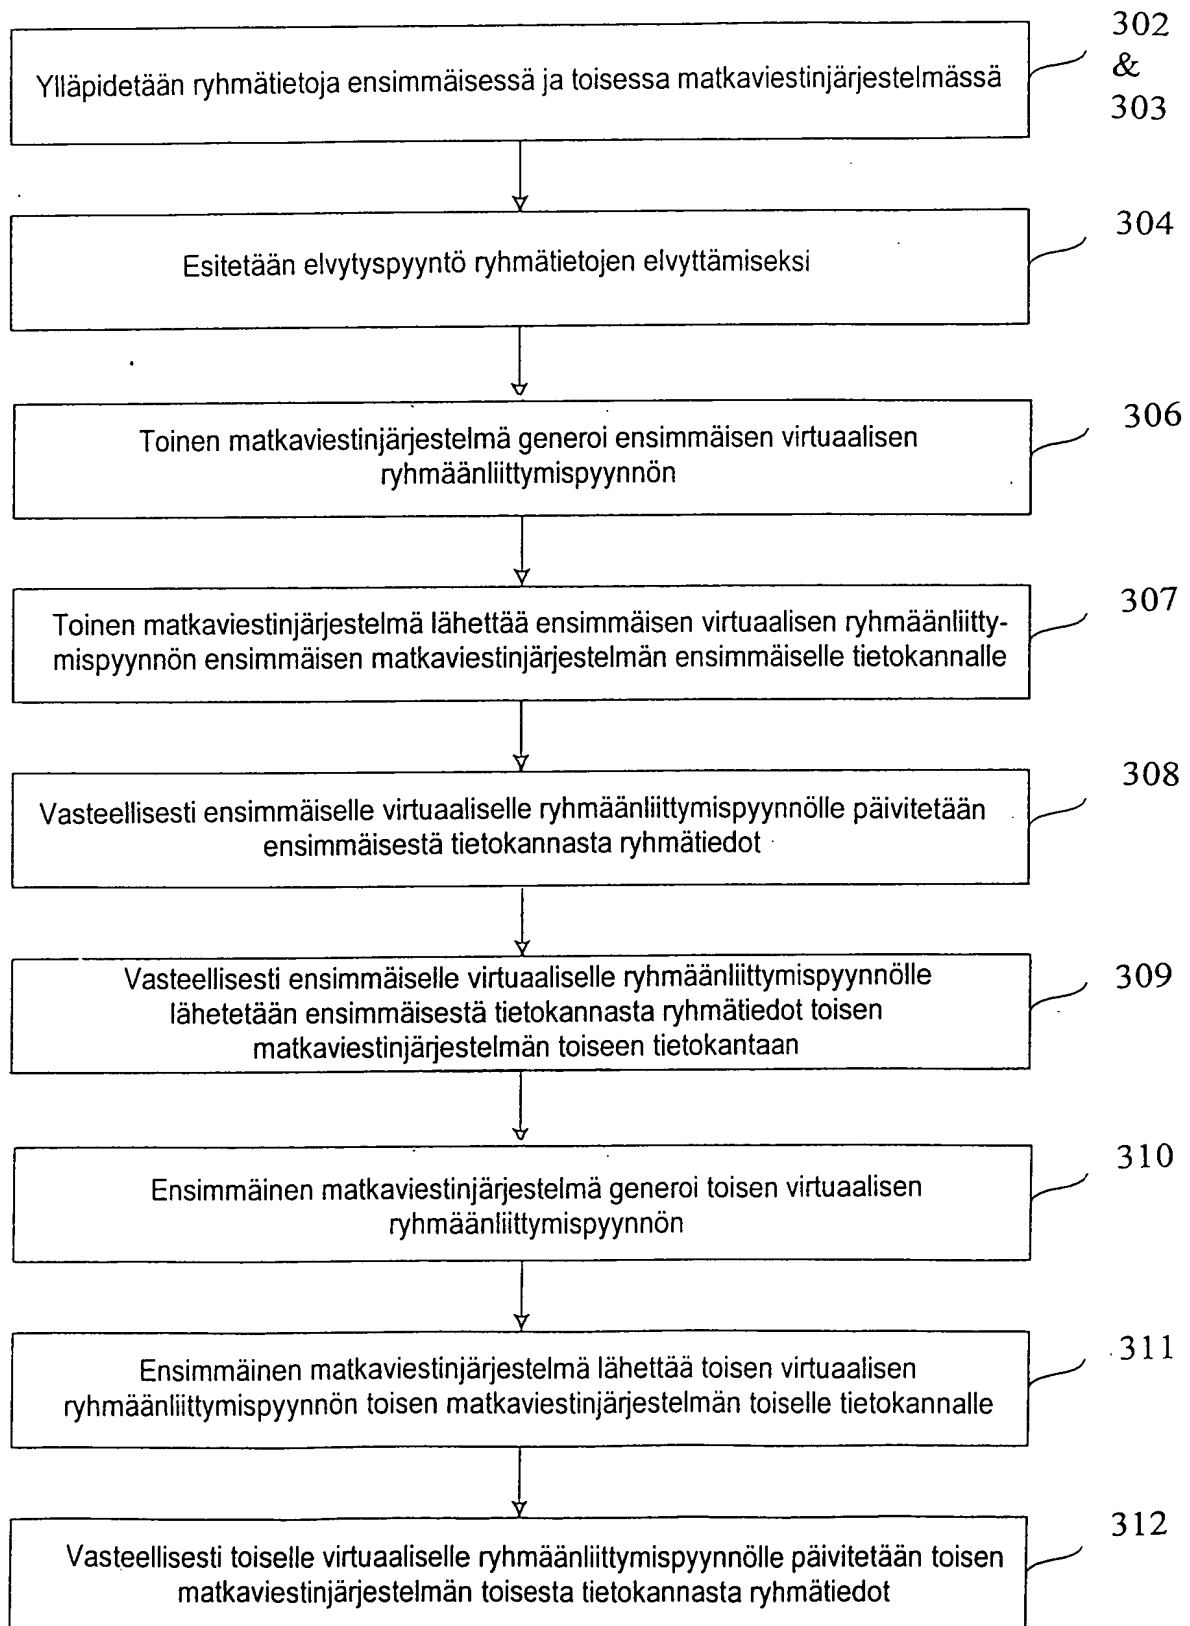 302
&
303
Ylläpidetään ryhmätietoja ensimmäisessä ja toisessa matkaviestinjärjestelmässä
304
Esitetään elvytyspyyntö ryhmätietojen elvyttämiseksi
306
Toinen matkaviestinjärjestelmä generoi ensimmäisen virtuaalisen
ryhmäänliittymispyynnön
307
Toinen matkaviestinjärjestelmä lähettää ensimmäisen virtuaalisen ryhmäänliitty-
mispyynnön ensimmäisen matkaviestinjärjestelmän ensimmäiselle tietokannalle
308
Vasteellisesti ensimmäiselle virtuaaliselle ryhmäänliittymispyynnölle päivitetään
ensimmäisestä tietokannasta ryhmätiedot
309
Vasteellisesti ensimmäiselle virtuaaliselle ryhmäänliittymispyynnölle
lähetetään ensimmäisestä tietokannasta ryhmätiedot toisen
matkaviestinjärjestelmän toiseen tietokantaan
310
Ensimmäinen matkaviestinjärjestelmä generoi toisen virtuaalisen
ryhmäänliittymispyynnön
311
Ensimmäinen matkaviestinjärjestelmä lähettää toisen virtuaalisen
ryhmäänliittymispyynnön toisen matkaviestinjärjestelmän toiselle tietokannalle
312
Vasteellisesti toiselle virtuaaliselle ryhmäänliittymispyynnölle päivitetään toisen
matkaviestinjärjestelmän toisesta tietokannasta ryhmätiedot